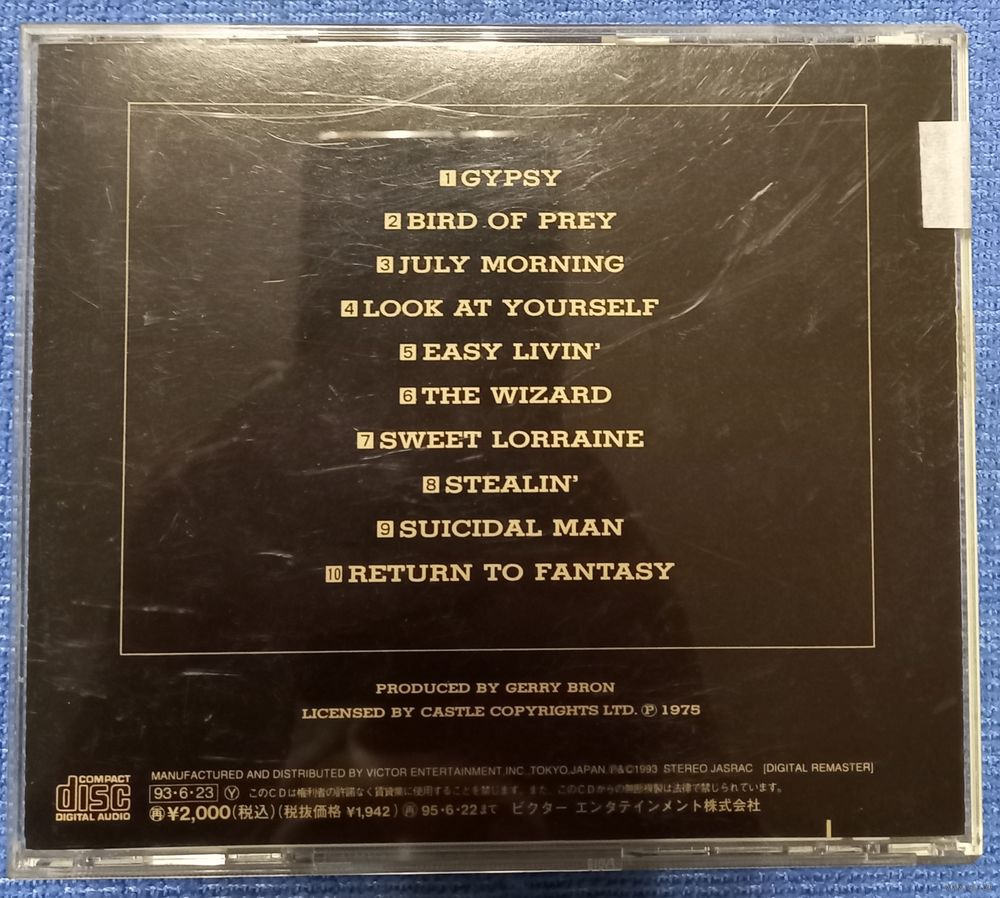 1 GYPSY
2 BIRD OF PREY
3 JULY MORNING
4 LOOK AT YOURSELF
5 EASY LIVIN'
6 THE WIZARD
7 SWEET LORRAINE
8 STEALIN'
9 SUICIDAL MAN
10 RETURN TO FANTASY
PRODUCED BY GERRY BRON
LICENSED BY CASTLE COPYRIGHTS LTD. Ⓟ 1975
COMPACT
disc
DIGITAL AUDIO
MANUFACTURED AND DISTRIBUTED BY VICTOR ENTERTAINMENT, INC. TOKYO, JAPAN Ⓟ&©1993 STEREO JASRAC [DIGITAL REMASTER]
93・6・23 Ⓨ このCDは権利者の許諾なく賃貸業に使用することを禁じます。また、このCDからの無断複製は法律で禁じられています。
再 ¥2,000(税込)(税抜価格 ¥1,942) 再 95・6・22まで ビクター エンタテインメント株式会社